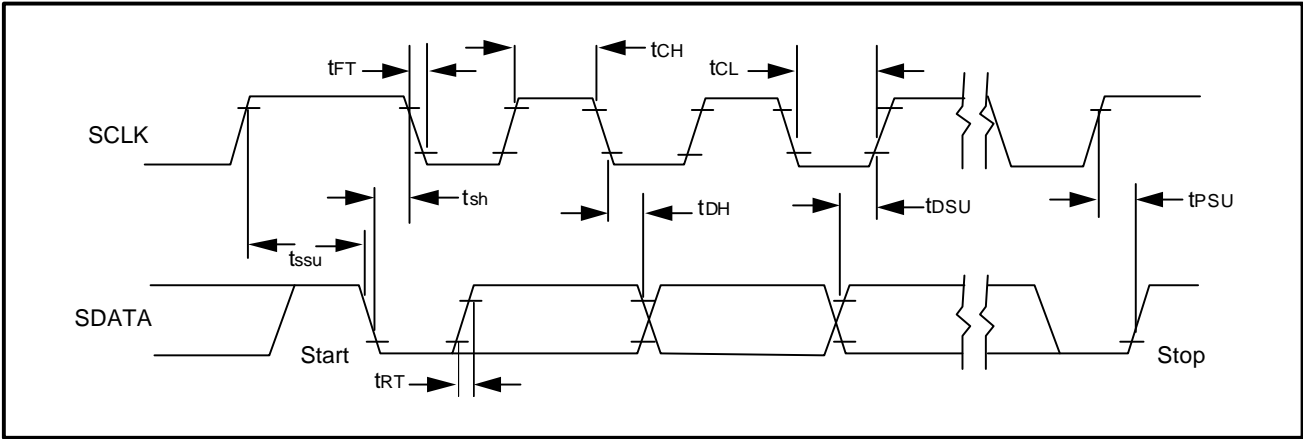 tFT
tCH
tCL
SCLK
tsh
tDH
tDSU
tPSU
tssu
SDATA
Start
Stop
tRT